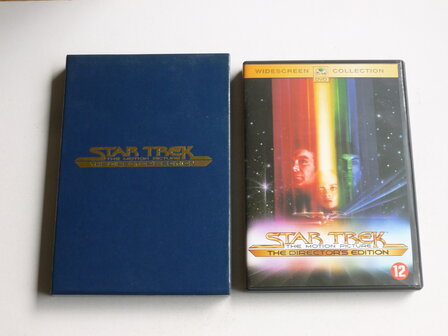 STAR TREK
THE MOTION PICTURE
THE DIRECTOR'S EDITION
WIDESCREEN COLLECTION
STAR TREK
THE MOTION PICTURE
THE DIRECTOR'S EDITION
12